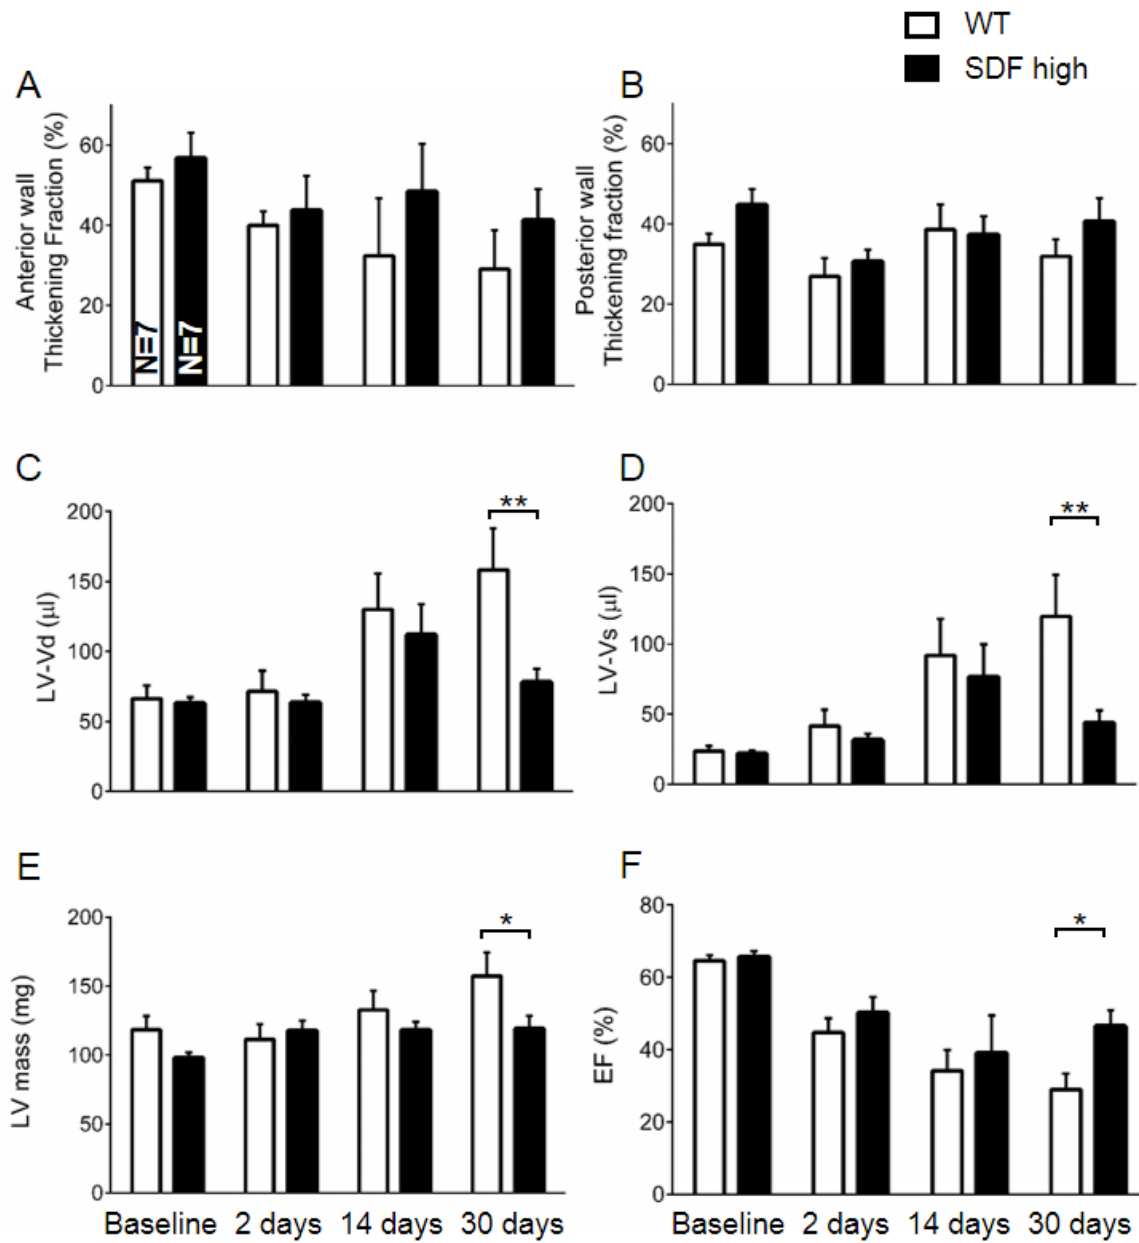 WT
SDF high
A
Anterior wall
Thickening Fraction (%)
60
40
20
0
N=7
N=7
B
Posterior wall
Thickening fraction (%)
60
40
20
0
C
LV-Vd (µl)
200
150
100
50
0
**
D
LV-Vs (µl)
200
150
100
50
0
**
E
LV mass (mg)
200
150
100
50
0
*
Baseline
2 days
14 days
30 days
F
EF (%)
80
60
40
20
0
*
Baseline
2 days
14 days
30 days